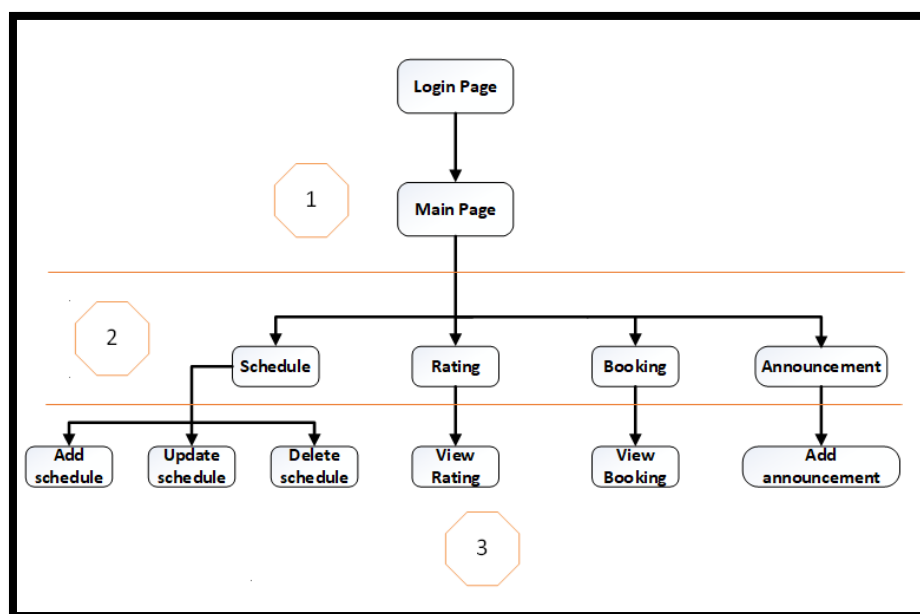 Login Page
1
Main Page
2
Schedule
Rating
Booking
Announcement
Add
schedule
Update
schedule
Delete
schedule
View
Rating
View
Booking
Add
announcement
3